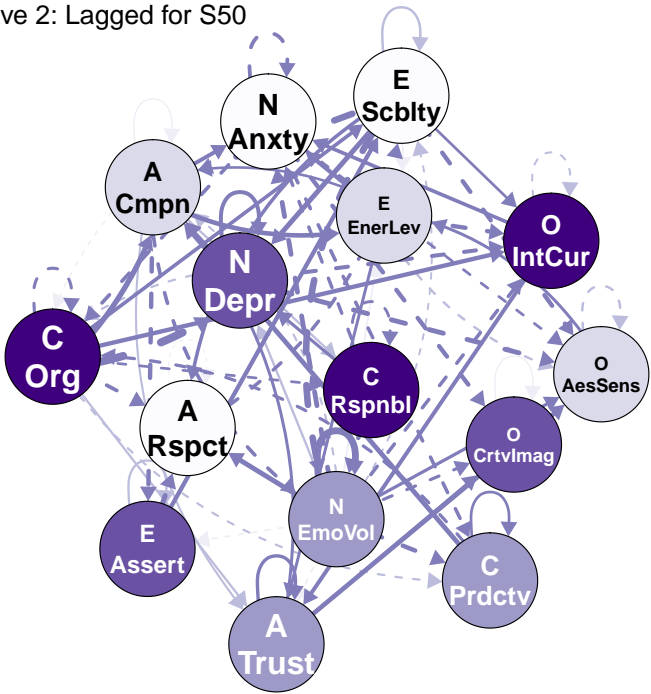 ve 2: Lagged for S50
E
Scblty
N
Anxty
A
Cmpn
E
EnerLev
O
IntCur
N
Depr
C
Org
O
AesSens
C
Rspnbl
A
Rspct
O
CrtvImag
N
EmoVol
E
Assert
C
Prdctv
A
Trust